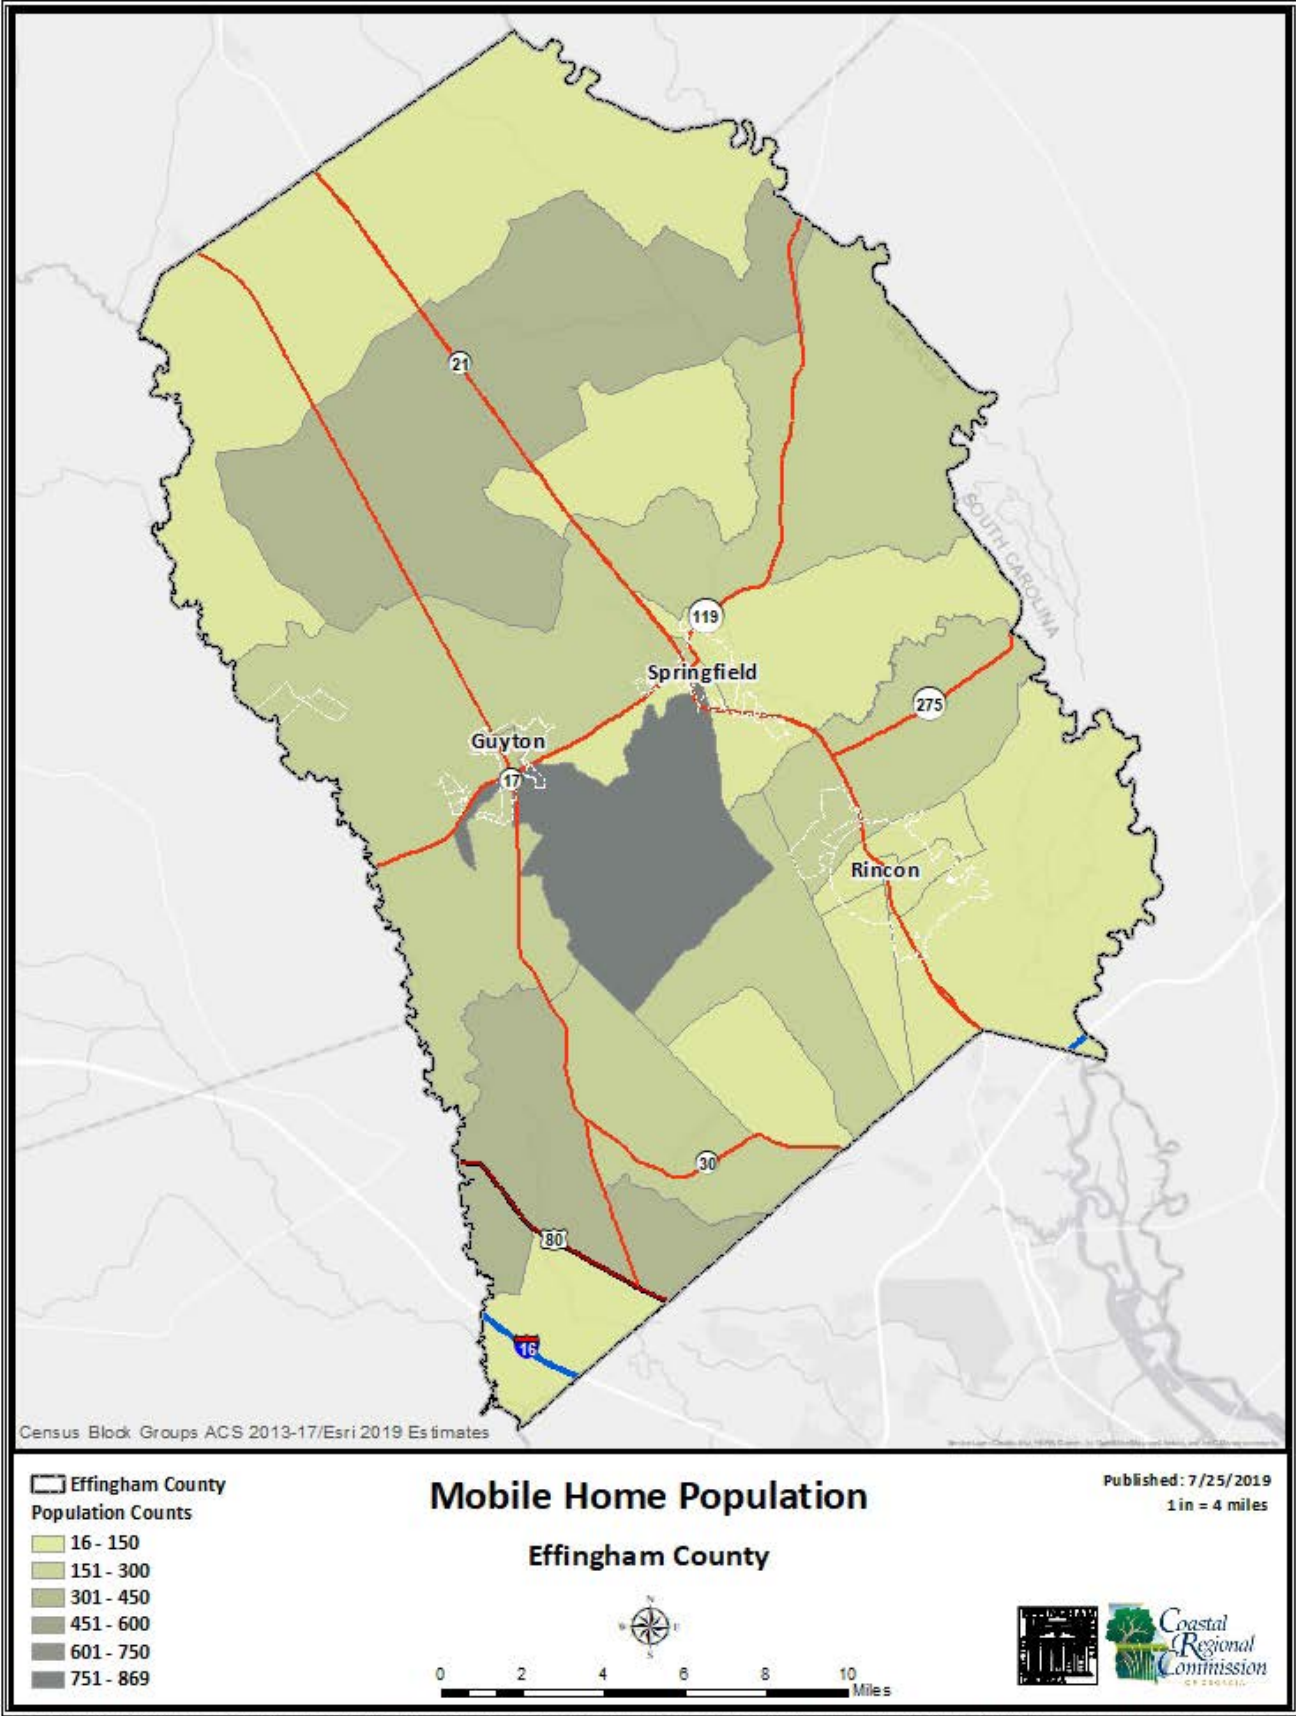 GEORGIA
SOUTH CAROLINA
21
119
Springfield
275
Guyton
17
Rincon
30
80
16
Census Block Groups ACS 2013-17/Esri 2019 Estimates
Effingham County
Population Counts
16 - 150
151 - 300
301 - 450
451 - 600
601 - 750
751 - 869
Mobile Home Population
Effingham County
N
W E
S
0 2 4 6 8 10
Miles
Published: 7/25/2019
1 in = 4 miles
Coastal
Regional
Commission
OF GEORGIA